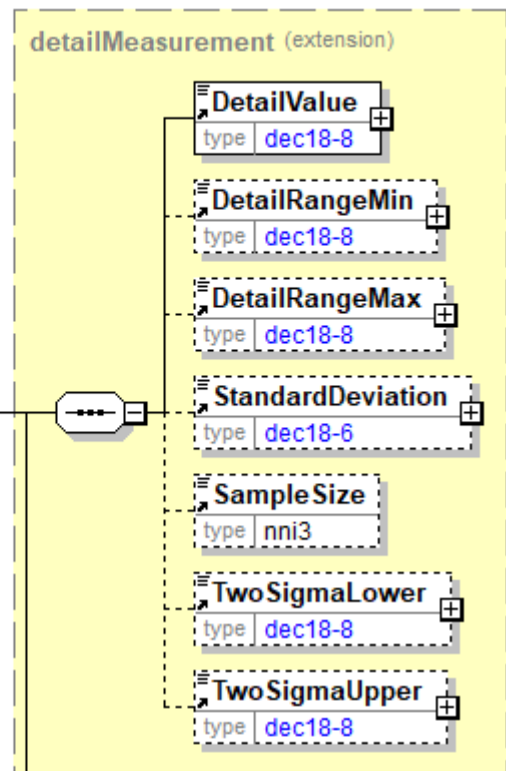 detailMeasurement (extension)
DetailValue
type dec18-8
DetailRangeMin
type dec18-8
DetailRangeMax
type dec18-8
StandardDeviation
type dec18-6
SampleSize
type nni3
TwoSigmaLower
type dec18-8
TwoSigmaUpper
type dec18-8